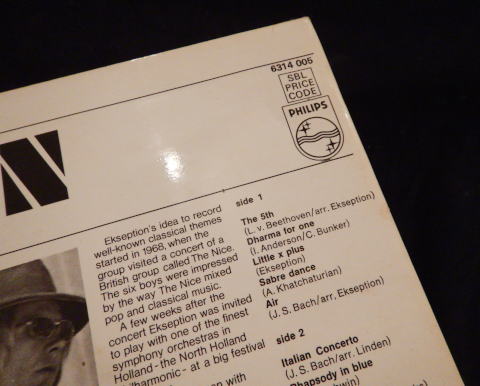 6314 005
SBL
PRICE
CODE
PHILIPS
Ekseption's idea to record
well-known classical themes
started in 1968, when the
group visited a concert of a
British group called The Nice.
The six boys were impressed
by the way The Nice mixed
pop and classical music.
A few weeks after the
concert Ekseption was invited
to play with one of the finest
symphony orchestras in
Holland - the North Holland
ilharmonic - at a big festival
n with
side 1
The 5th
(L. v. Beethoven/arr. Ekseption)
Dharma for one
(I. Anderson/C. Bunker)
Little x plus
(Ekseption)
Sabre dance
(A. Khatchaturian)
Air
(J. S. Bach/arr. Ekseption)
side 2
Italian Concerto
(J. S. Bach/arr. Linden)
Rhapsody in blue